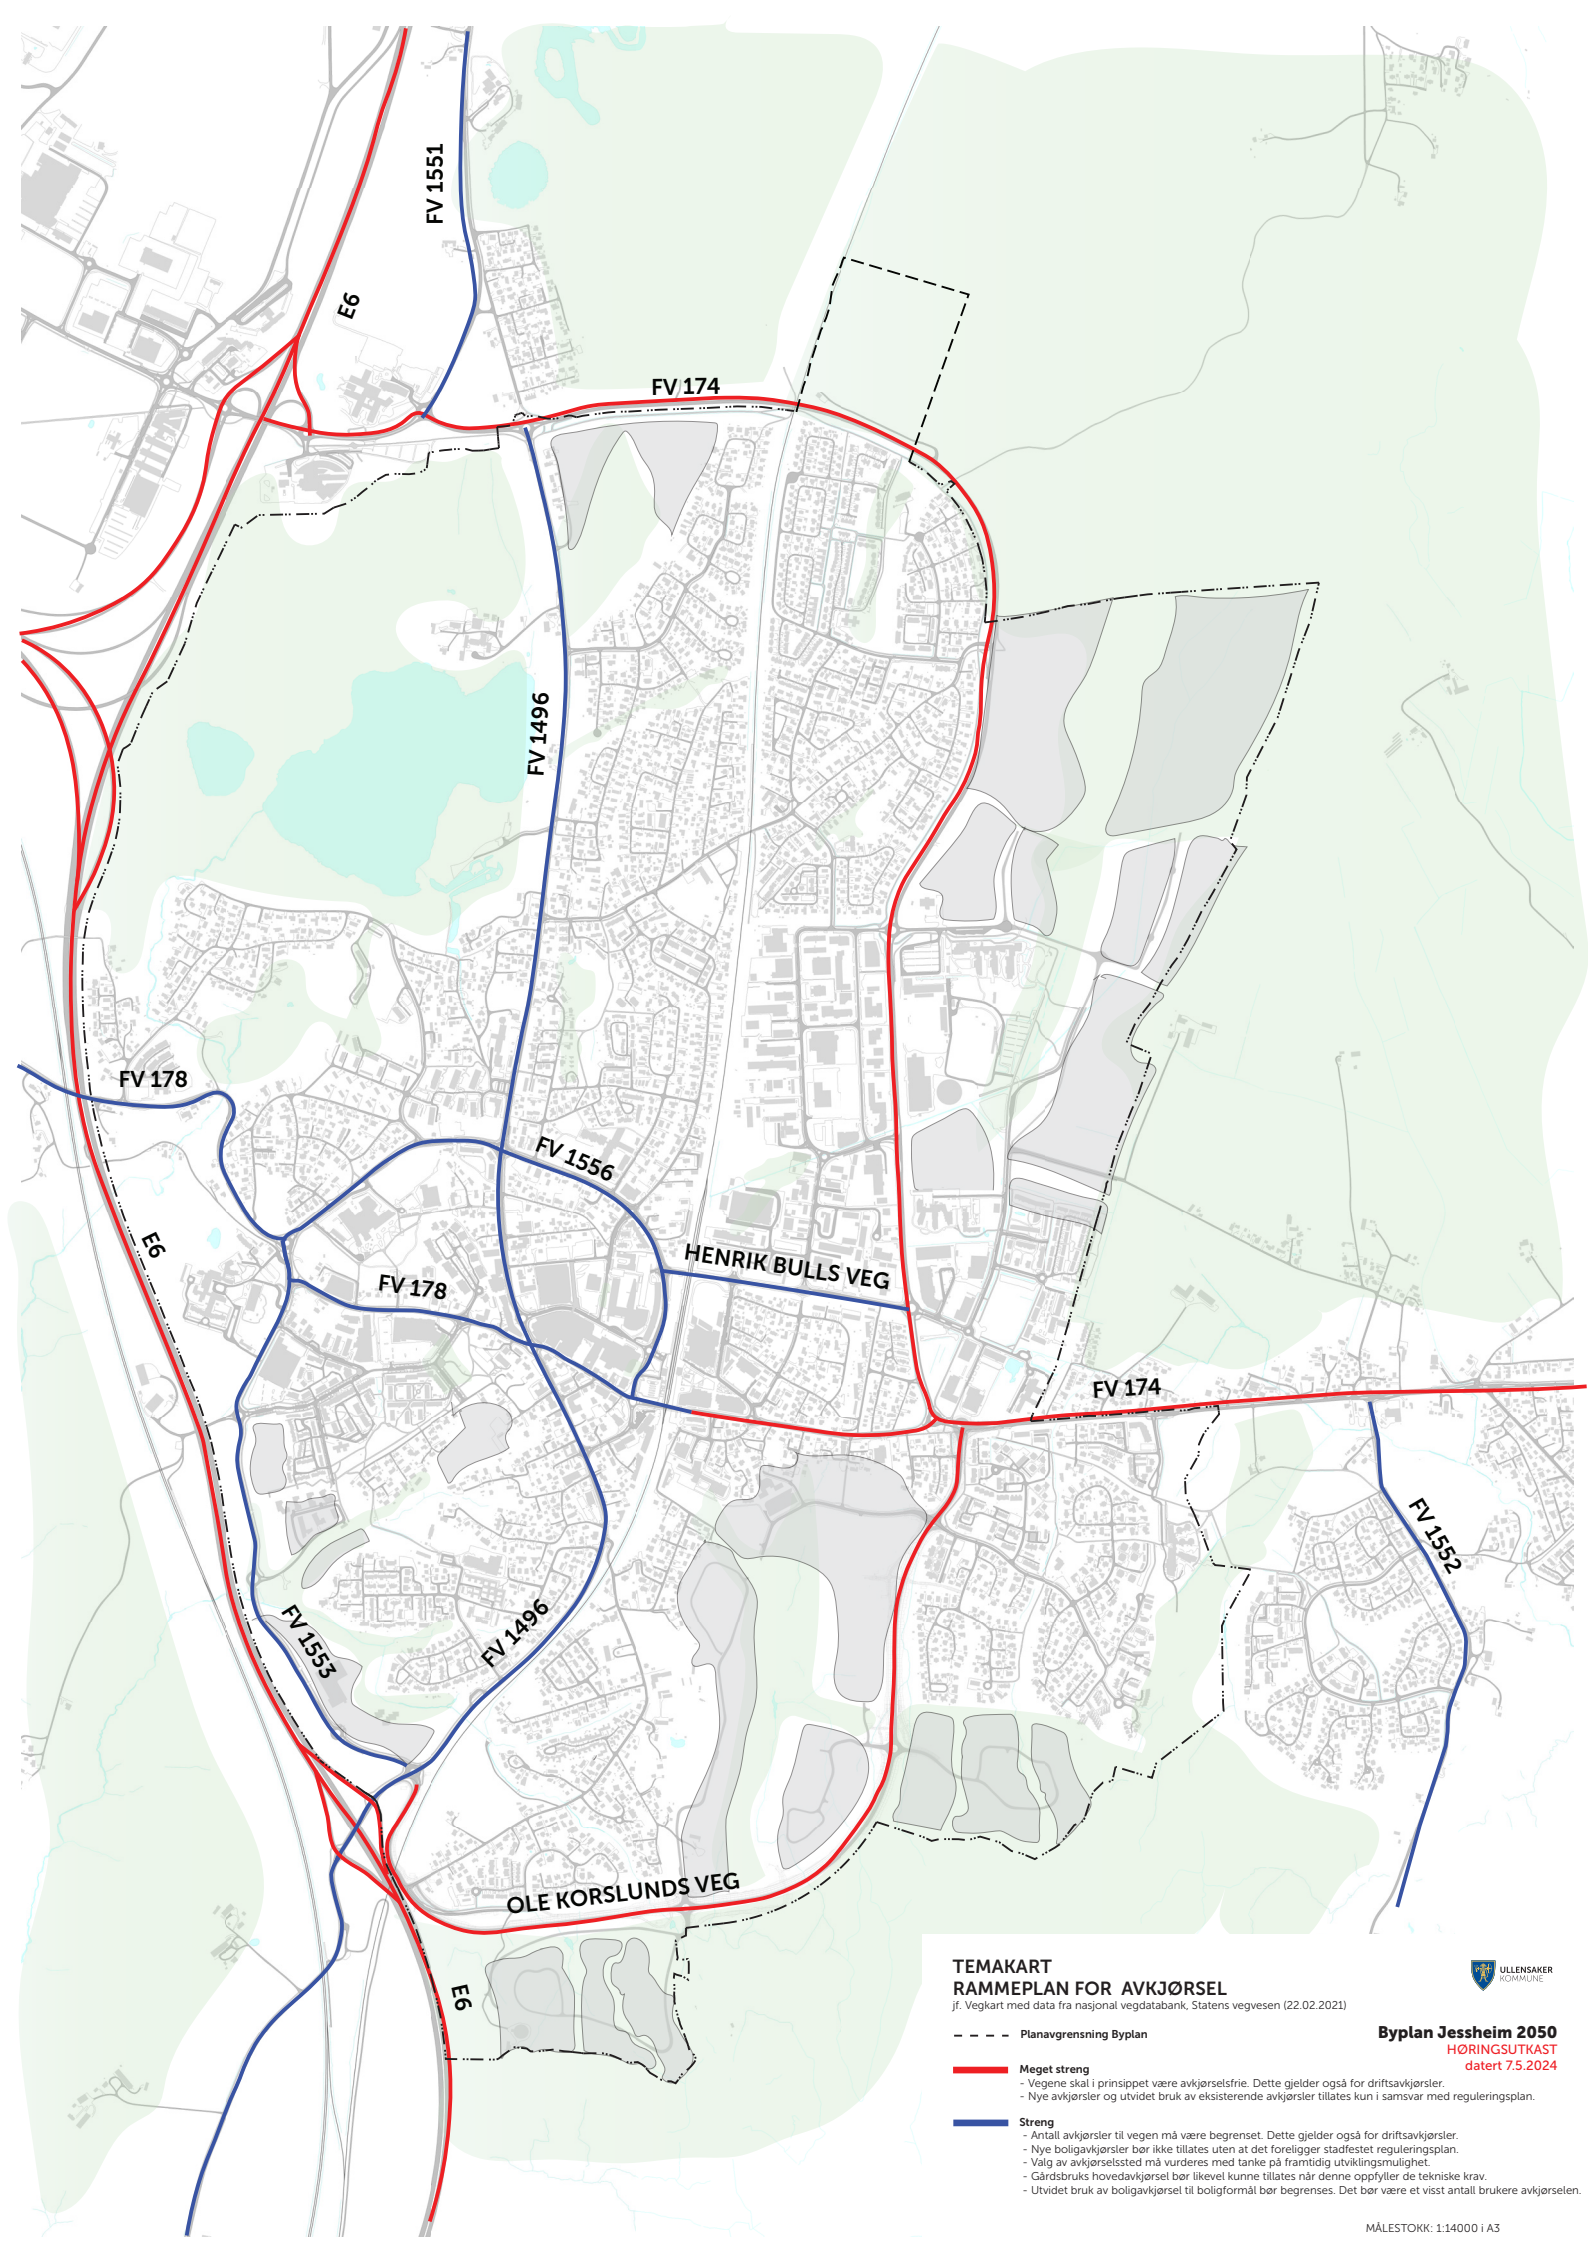 FV 1551
E6
FV 174
FV 1496
FV 178
FV 1556
E6
HENRIK BULLS VEG
FV 178
FV 174
FV 1552
FV 1553
FV 1496
OLE KORSLUNDS VEG
E6
TEMAKART
RAMMEPLAN FOR AVKJØRSEL
jf. Vegkart med data fra nasjonal vegdatabank, Statens vegvesen (22.02.2021)
ULLENSAKER
KOMMUNE
Planavgrensning Byplan
Byplan Jessheim 2050
HØRINGSUTKAST
datert 7.5.2024
Meget streng
- Vegene skal i prinsippet være avkjørselsfrie. Dette gjelder også for driftsavkjørsler.
- Nye avkjørsler og utvidet bruk av eksisterende avkjørsler tillates kun i samsvar med reguleringsplan.
Streng
- Antall avkjørsler til vegen må være begrenset. Dette gjelder også for driftsavkjørsler.
- Nye boligavkjørsler bør ikke tillates uten at det foreligger stadfestet reguleringsplan.
- Valg av avkjørselssted må vurderes med tanke på framtidig utviklingsmulighet.
- Gårdsbruks hovedavkjørsel bør likevel kunne tillates når denne oppfyller de tekniske krav.
- Utvidet bruk av boligavkjørsel til boligformål bør begrenses. Det bør være et visst antall brukere avkjørselen.
MÅLESTOKK: 1:14000 i A3